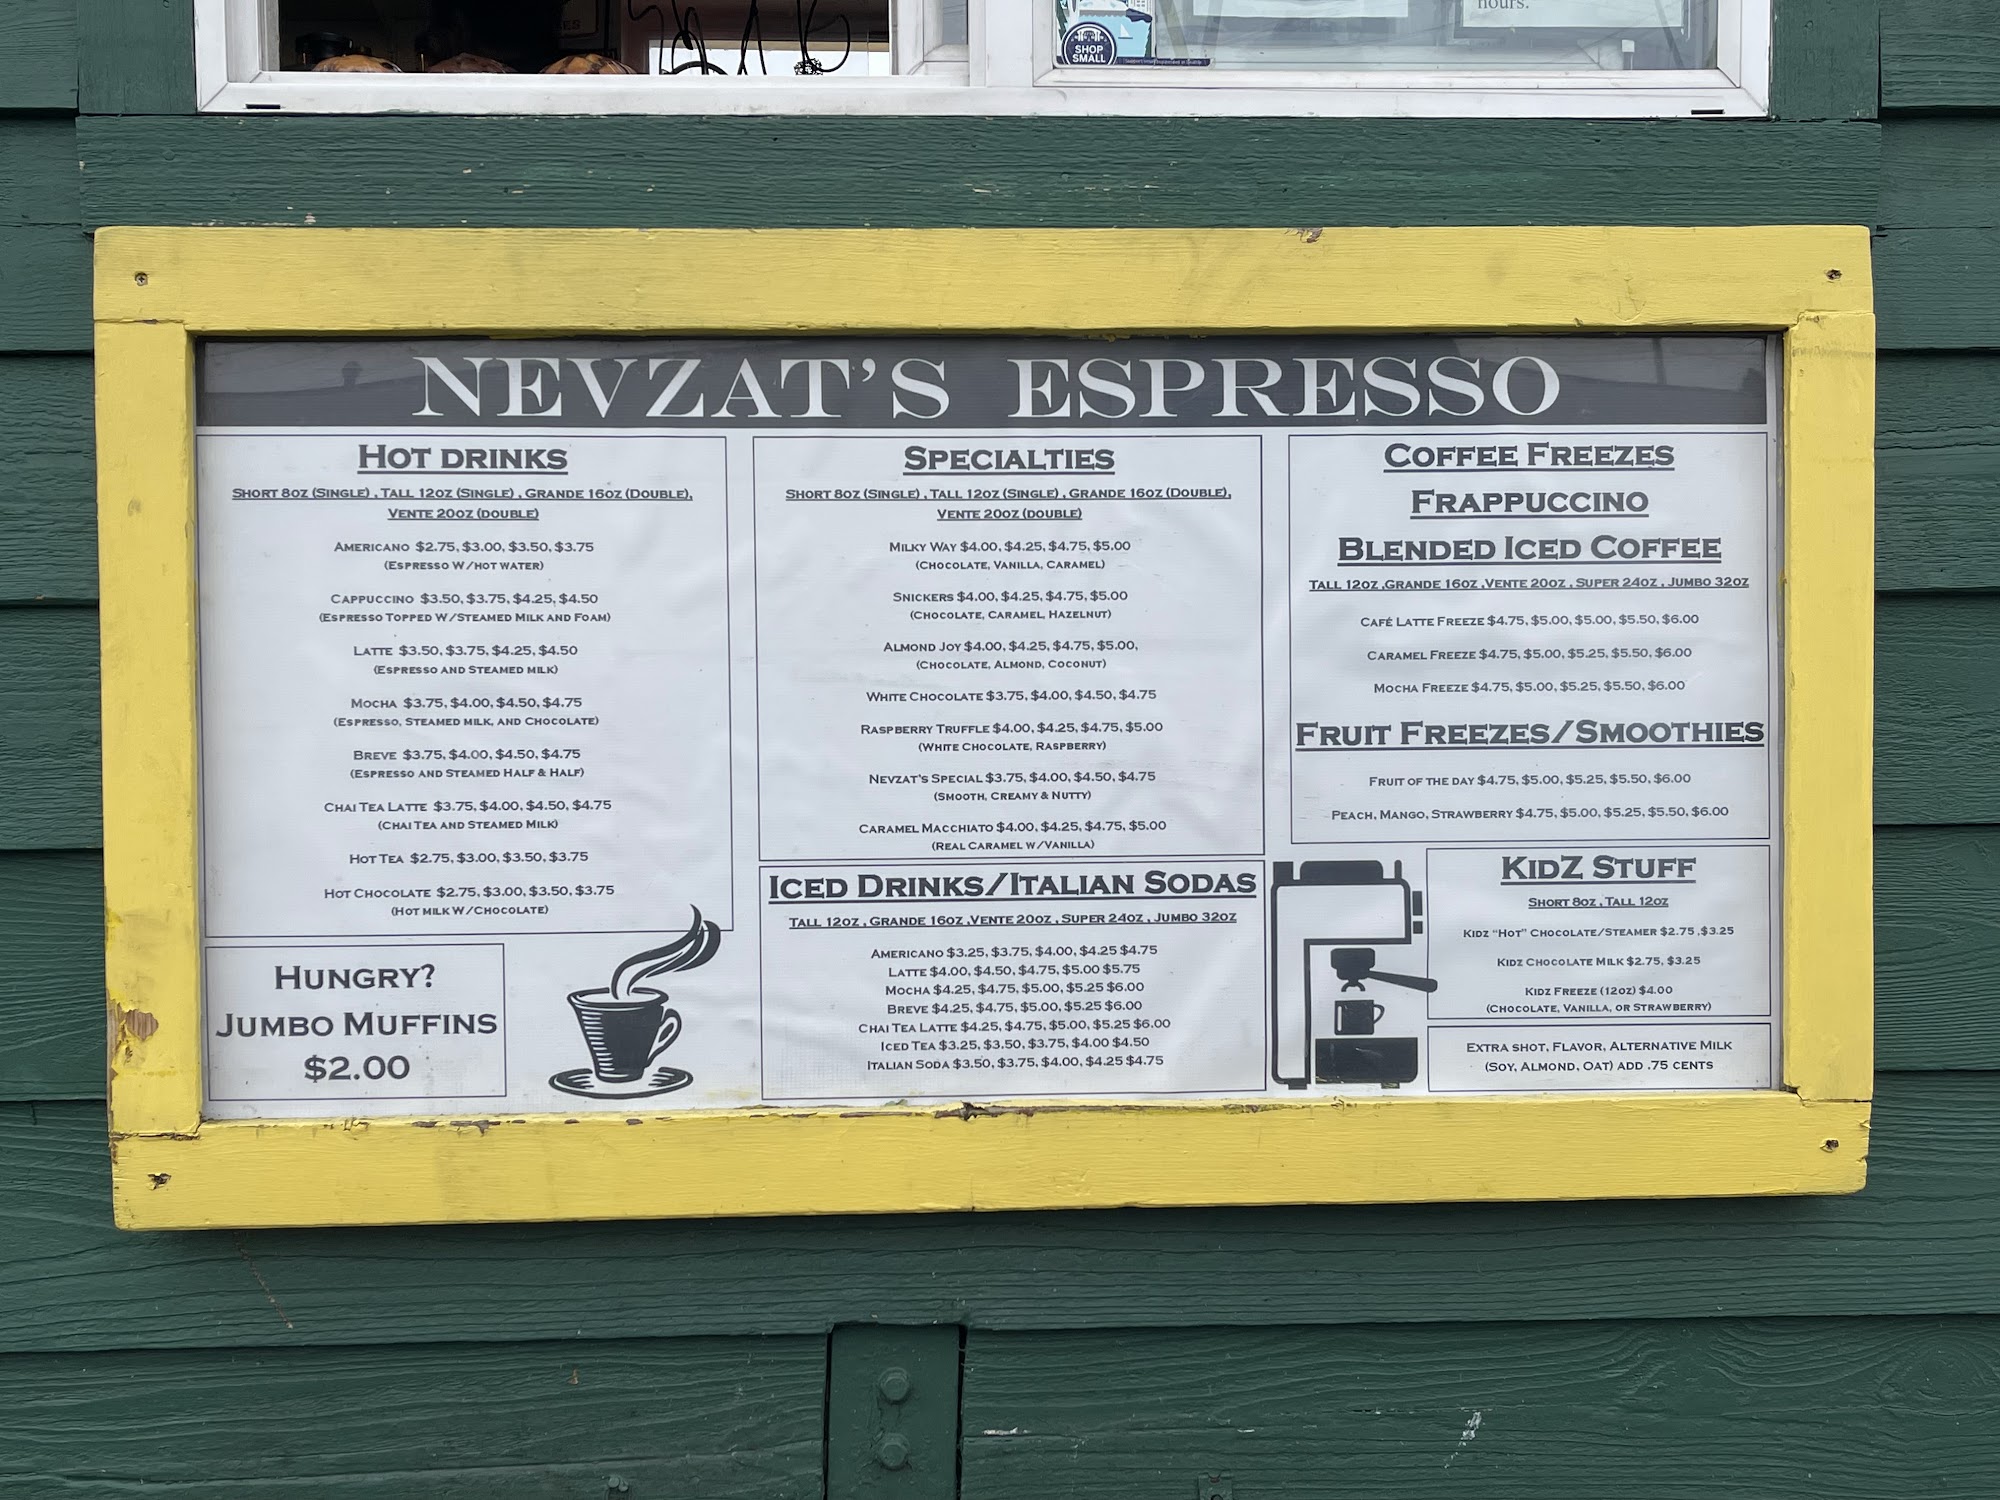 hours.
SHOP
SMALL
NEVZAT'S ESPRESSO
HOT DRINKS
SHORT 8OZ (SINGLE) , TALL 12OZ (SINGLE) , GRANDE 16OZ (DOUBLE),
VENTE 20OZ (DOUBLE)
AMERICANO $2.75, $3.00, $3.50, $3.75
(ESPRESSO W/HOT WATER)
CAPPUCCINO $3.50, $3.75, $4.25, $4.50
(ESPRESSO TOPPED W/STEAMED MILK AND FOAM)
LATTE $3.50, $3.75, $4.25, $4.50
(ESPRESSO AND STEAMED MILK)
MOCHA $3.75, $4.00, $4.50, $4.75
(ESPRESSO, STEAMED MILK, AND CHOCOLATE)
BREVE $3.75, $4.00, $4.50, $4.75
(ESPRESSO AND STEAMED HALF & HALF)
CHAI TEA LATTE $3.75, $4.00, $4.50, $4.75
(CHAI TEA AND STEAMED MILK)
HOT TEA $2.75, $3.00, $3.50, $3.75
HOT CHOCOLATE $2.75, $3.00, $3.50, $3.75
(HOT MILK W/CHOCOLATE)
HUNGRY?
JUMBO MUFFINS
$2.00
SPECIALTIES
SHORT 8OZ (SINGLE) , TALL 12OZ (SINGLE) , GRANDE 16OZ (DOUBLE),
VENTE 20OZ (DOUBLE)
MILKY WAY $4.00, $4.25, $4.75, $5.00
(CHOCOLATE, VANILLA, CARAMEL)
SNICKERS $4.00, $4.25, $4.75, $5.00
(CHOCOLATE, CARAMEL, HAZELNUT)
ALMOND JOY $4.00, $4.25, $4.75, $5.00,
(CHOCOLATE, ALMOND, COCONUT)
WHITE CHOCOLATE $3.75, $4.00, $4.50, $4.75
RASPBERRY TRUFFLE $4.00, $4.25, $4.75, $5.00
(WHITE CHOCOLATE, RASPBERRY)
NEVZAT'S SPECIAL $3.75, $4.00, $4.50, $4.75
(SMOOTH, CREAMY & NUTTY)
CARAMEL MACCHIATO $4.00, $4.25, $4.75, $5.00
(REAL CARAMEL W/VANILLA)
ICED DRINKS/ITALIAN SODAS
TALL 12OZ , GRANDE 16OZ ,VENTE 20OZ , SUPER 24OZ , JUMBO 32OZ
AMERICANO $3.25, $3.75, $4.00, $4.25 $4.75
LATTE $4.00, $4.50, $4.75, $5.00 $5.75
MOCHA $4.25, $4.75, $5.00, $5.25 $6.00
BREVE $4.25, $4.75, $5.00, $5.25 $6.00
CHAI TEA LATTE $4.25, $4.75, $5.00, $5.25 $6.00
ICED TEA $3.25, $3.50, $3.75, $4.00 $4.50
ITALIAN SODA $3.50, $3.75, $4.00, $4.25 $4.75
COFFEE FREEZES
FRAPPUCCINO
BLENDED ICED COFFEE
TALL 12OZ ,GRANDE 16OZ ,VENTE 20OZ , SUPER 24OZ , JUMBO 32OZ
CAFÉ LATTE FREEZE $4.75, $5.00, $5.00, $5.50, $6.00
CARAMEL FREEZE $4.75, $5.00, $5.25, $5.50, $6.00
MOCHA FREEZE $4.75, $5.00, $5.25, $5.50, $6.00
FRUIT FREEZES/SMOOTHIES
FRUIT OF THE DAY $4.75, $5.00, $5.25, $5.50, $6.00
PEACH, MANGO, STRAWBERRY $4.75, $5.00, $5.25, $5.50, $6.00
KIDZ STUFF
SHORT 8OZ , TALL 12OZ
KIDZ "HOT" CHOCOLATE/STEAMER $2.75 ,$3.25
KIDZ CHOCOLATE MILK $2.75, $3.25
KIDZ FREEZE (12OZ) $4.00
(CHOCOLATE, VANILLA, OR STRAWBERRY)
EXTRA SHOT, FLAVOR, ALTERNATIVE MILK
(SOY, ALMOND, OAT) ADD .75 CENTS